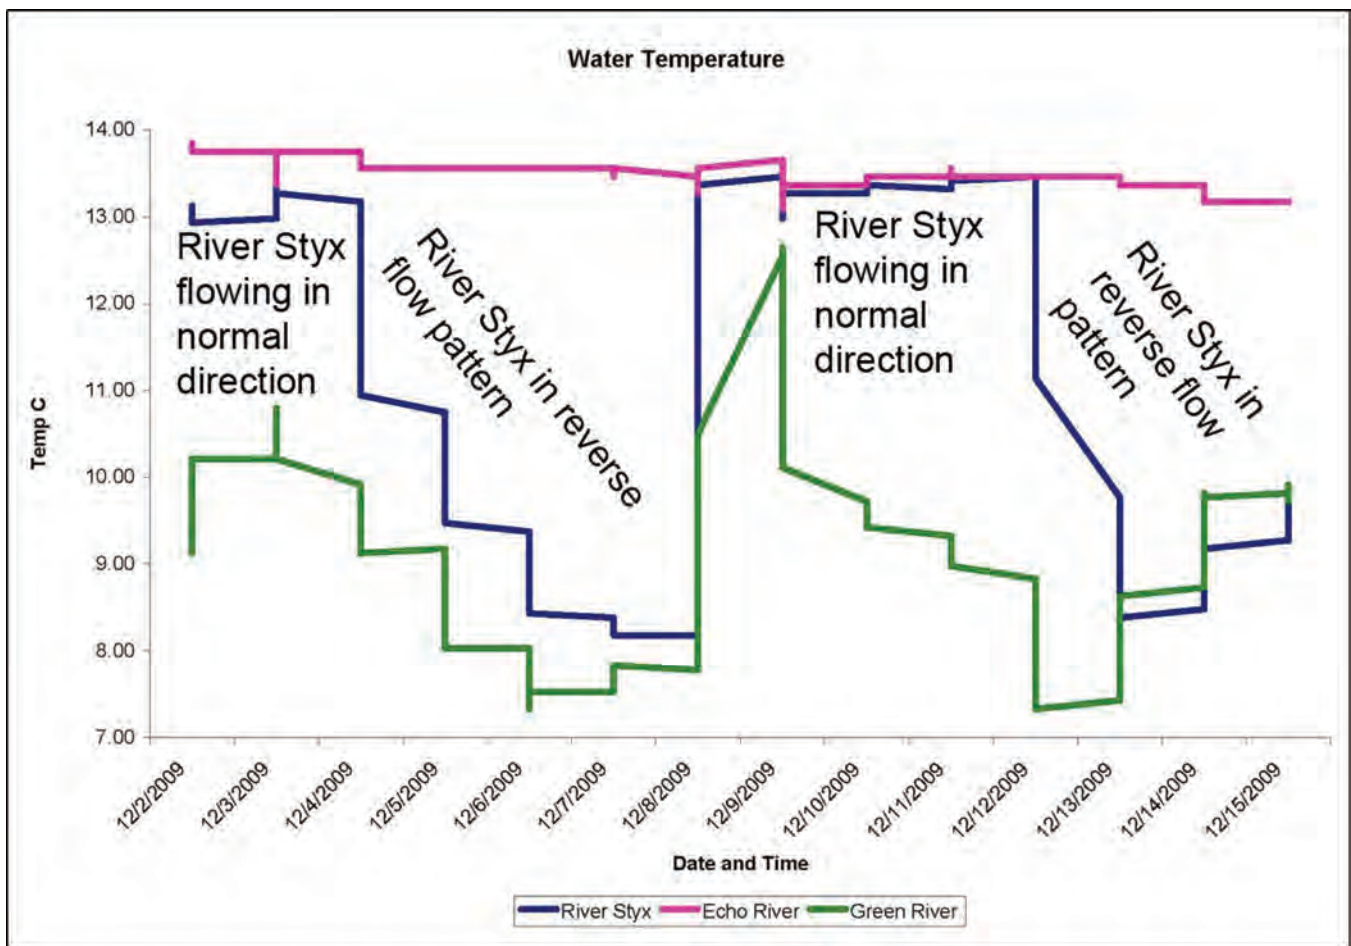 Water Temperature
14.00
13.00
12.00
11.00
10.00
9.00
8.00
7.00
Temp C
River Styx
flowing in
normal
direction
River Styx in reverse
flow pattern
River Styx
flowing in
normal
direction
River Styx in
reverse flow
pattern
12/2/2009
12/3/2009
12/4/2009
12/5/2009
12/6/2009
12/7/2009
12/8/2009
12/9/2009
12/10/2009
12/11/2009
12/12/2009
12/13/2009
12/14/2009
12/15/2009
Date and Time
River Styx
Echo River
Green River